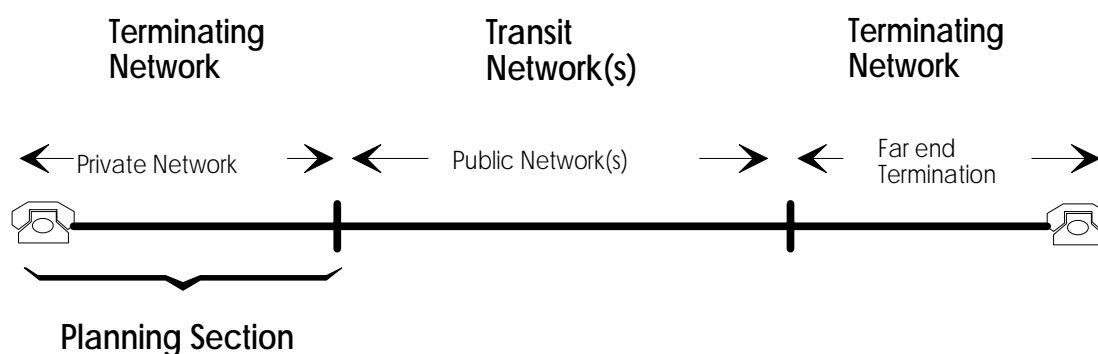 Terminating
Network
Transit
Network(s)
Terminating
Network
Private Network
Public Network(s)
Far end
Termination
Planning Section